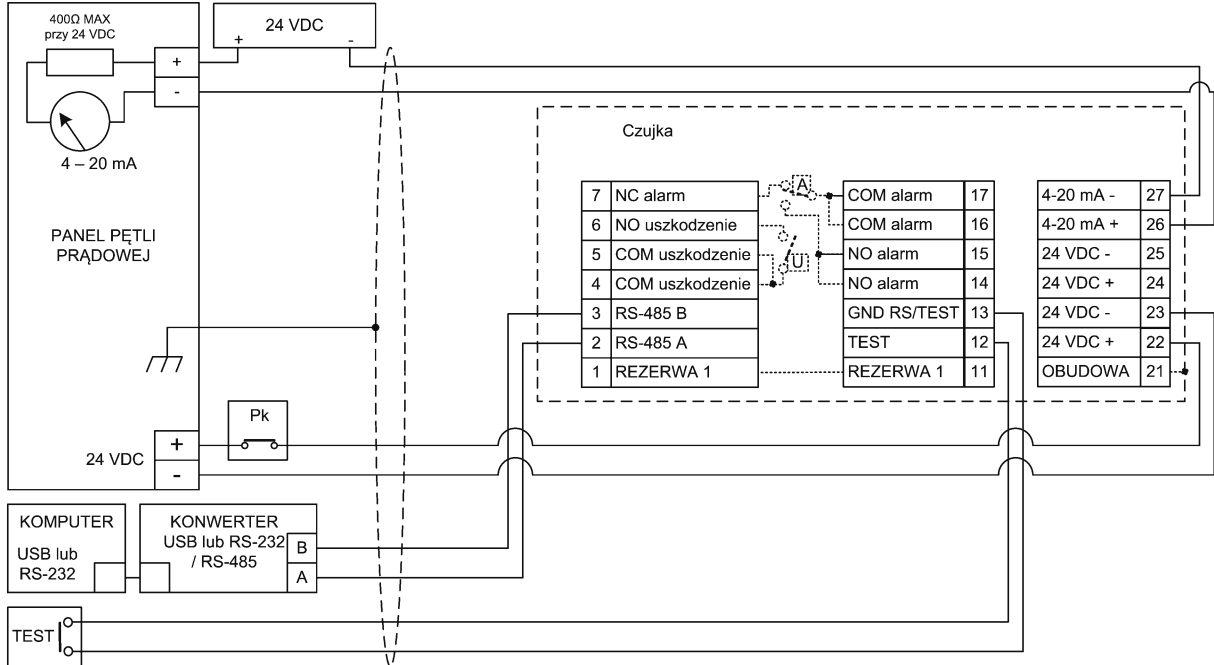 400Ω MAX
przy 24 VDC
+
-
4 – 20 mA
PANEL PĘTLI
PRĄDOWEJ
24 VDC
+
-
24 VDC
+
-
Pk
Czujka
7 NC alarm
6 NO uszkodzenie
5 COM uszkodzenie
4 COM uszkodzenie
3 RS-485 B
2 RS-485 A
1 REZERWA 1
A
U
COM alarm 17
COM alarm 16
NO alarm 15
NO alarm 14
GND RS/TEST 13
TEST 12
REZERWA 1 11
4-20 mA - 27
4-20 mA + 26
24 VDC - 25
24 VDC + 24
24 VDC - 23
24 VDC + 22
OBUDOWA 21
KOMPUTER
USB lub
RS-232
KONWERTER
USB lub RS-232
/ RS-485
B
A
TEST